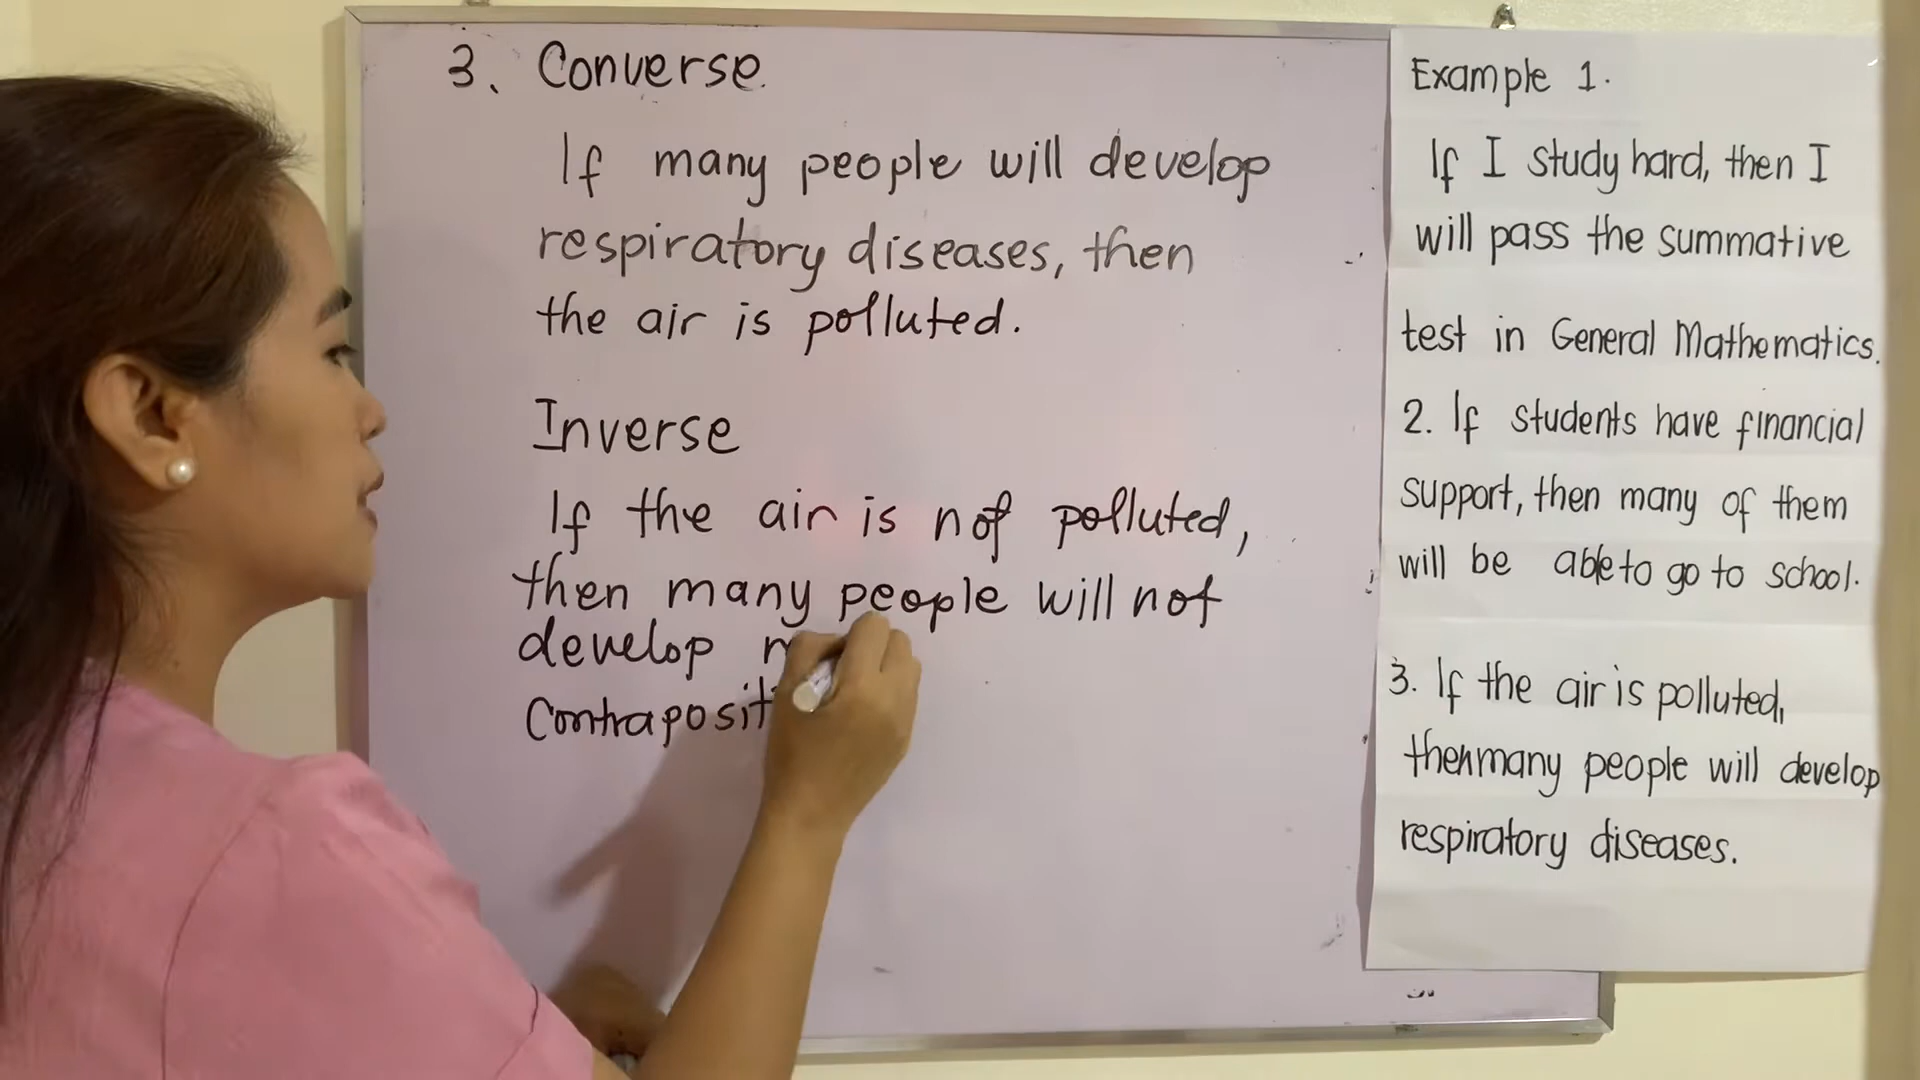 3. Converse
If many people will develop
respiratory diseases, then
the air is polluted.
Inverse
If the air is not polluted,
then many people will not
develop
Example 1.
If I study hard, then I
will pass the summative
test in General Mathematics.
2. If students have financial
support, then many of them
will be able to go to school.
3. If the air is polluted,
then many people will develop
respiratory diseases.